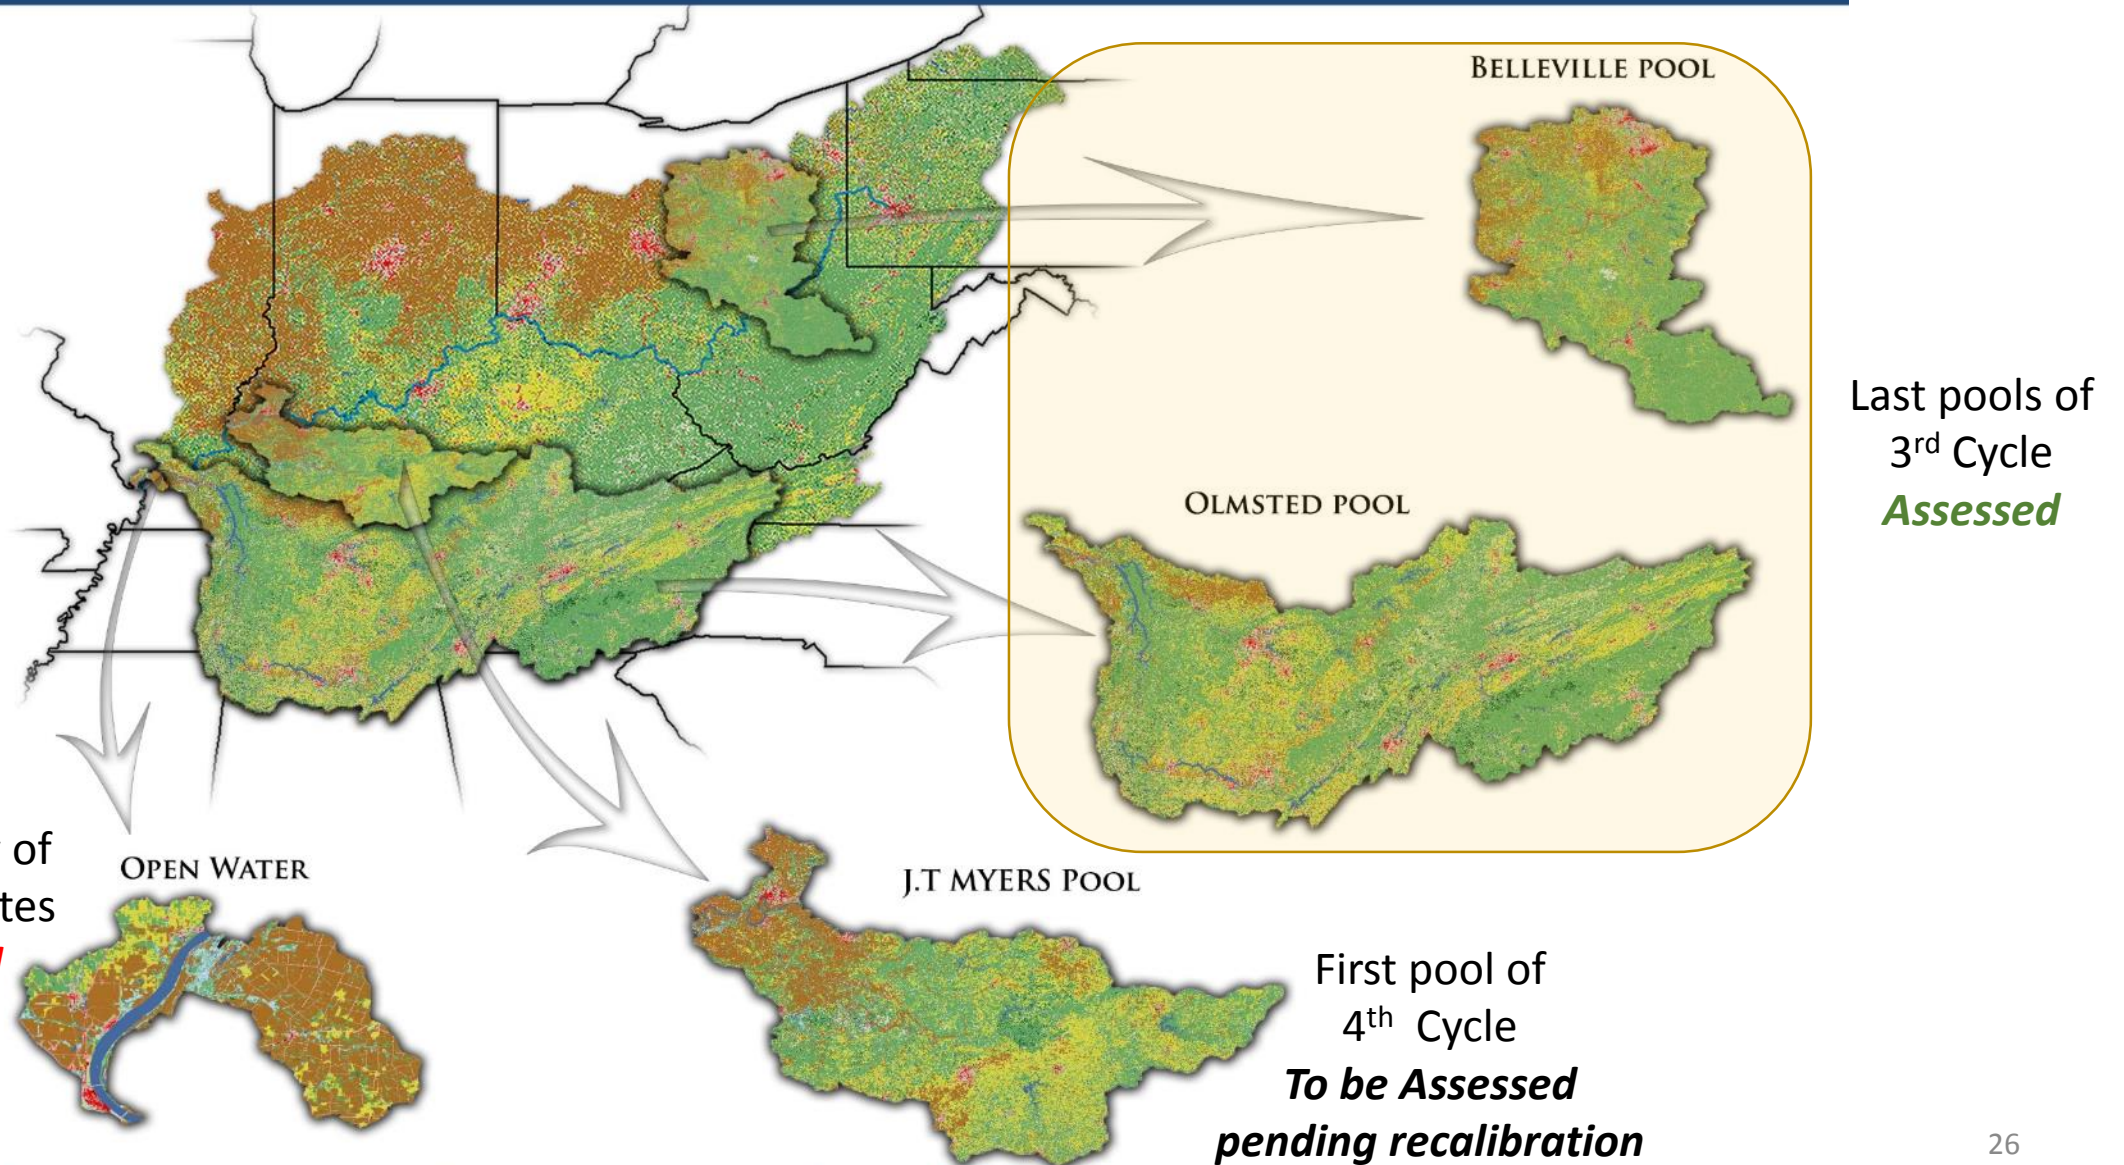 BELLEVILLE POOL
Last pools of
3rd Cycle
Assessed
OLMSTED POOL
of
OPEN WATER
J.T MYERS POOL
First pool of
4th Cycle
To be Assessed
pending recalibration
26